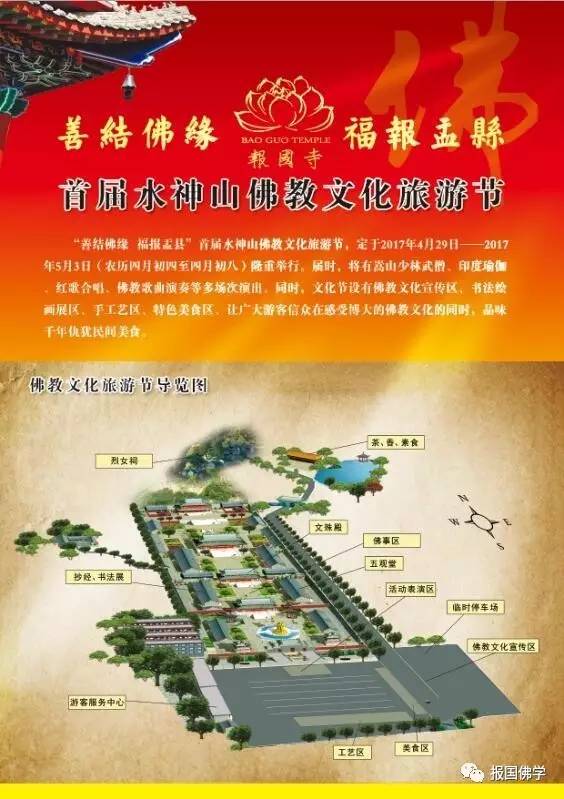 佛
善結佛緣
福報盂縣
BAO GUO TEMPLE
報國寺
首届水神山佛教文化旅游节
“善结佛缘 福报盂县”首届水神山佛教文化旅游节，定于2017年4月29日——2017
年5月3日（农历四月初四至四月初八）隆重举行。届时，将有嵩山少林武僧、印度瑜伽
、红歌合唱、佛教歌曲演奏等多场次演出。同时，文化节设有佛教文化宣传区、书法绘
画展区、手工艺区、特色美食区、让广大游客信众在感受博大的佛教文化的同时，品味
千年仇犹民间美食。
佛教文化旅游节导览图
茶、香、素食
烈女祠
N
E
W
S
文殊殿
佛事区
五观堂
抄经、书法展
活动表演区
临时停车场
佛教文化宣传区
游客服务中心
美食区
工艺区
报国佛学